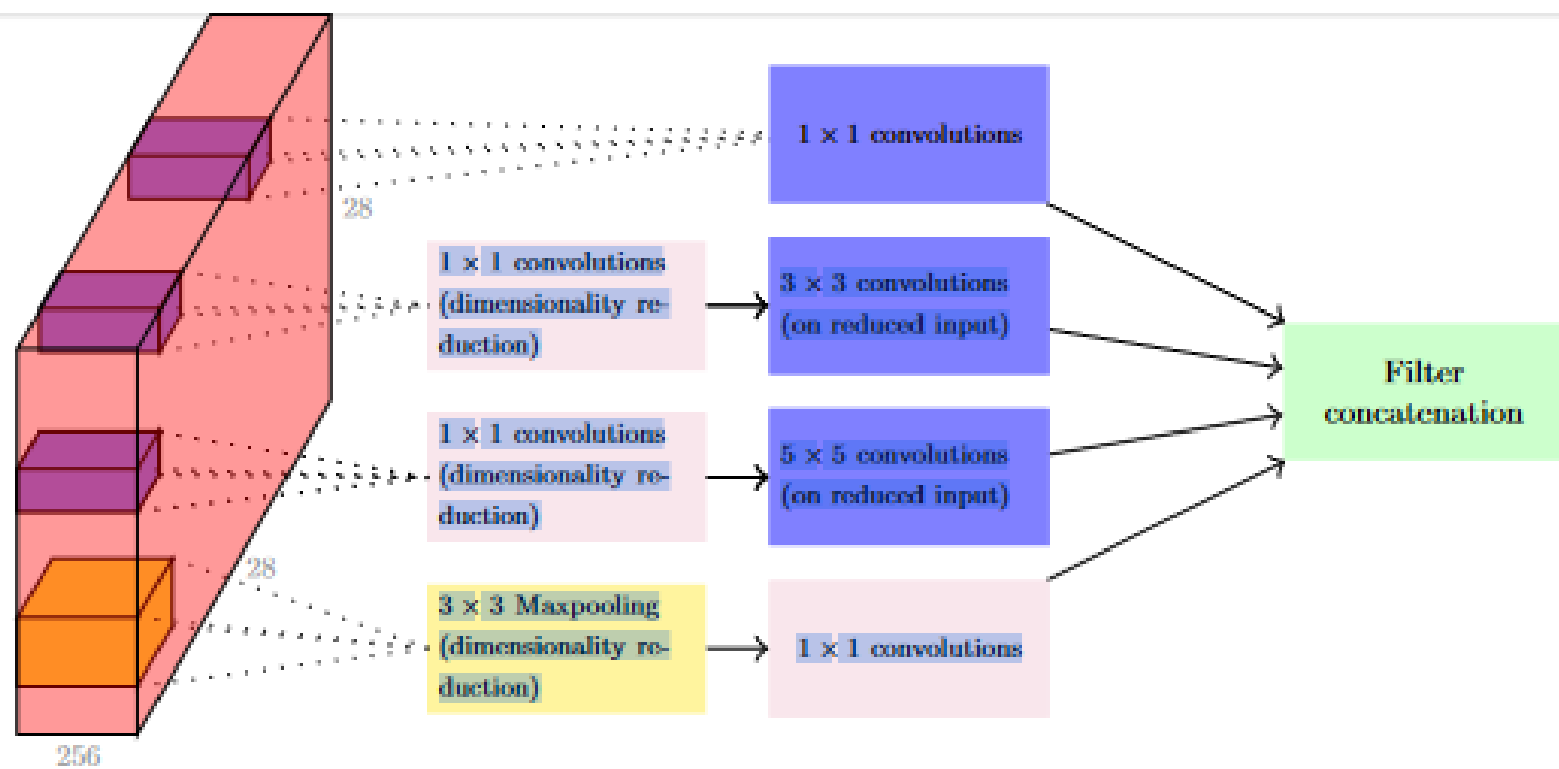 1 × 1 convolutions
28
1 × 1 convolutions
(dimensionality re-
duction)
3 × 3 convolutions
(on reduced input)
Filter
concatenation
1 × 1 convolutions
(dimensionality re-
duction)
5 × 5 convolutions
(on reduced input)
28
3 × 3 Maxpooling
(dimensionality re-
duction)
1 × 1 convolutions
256